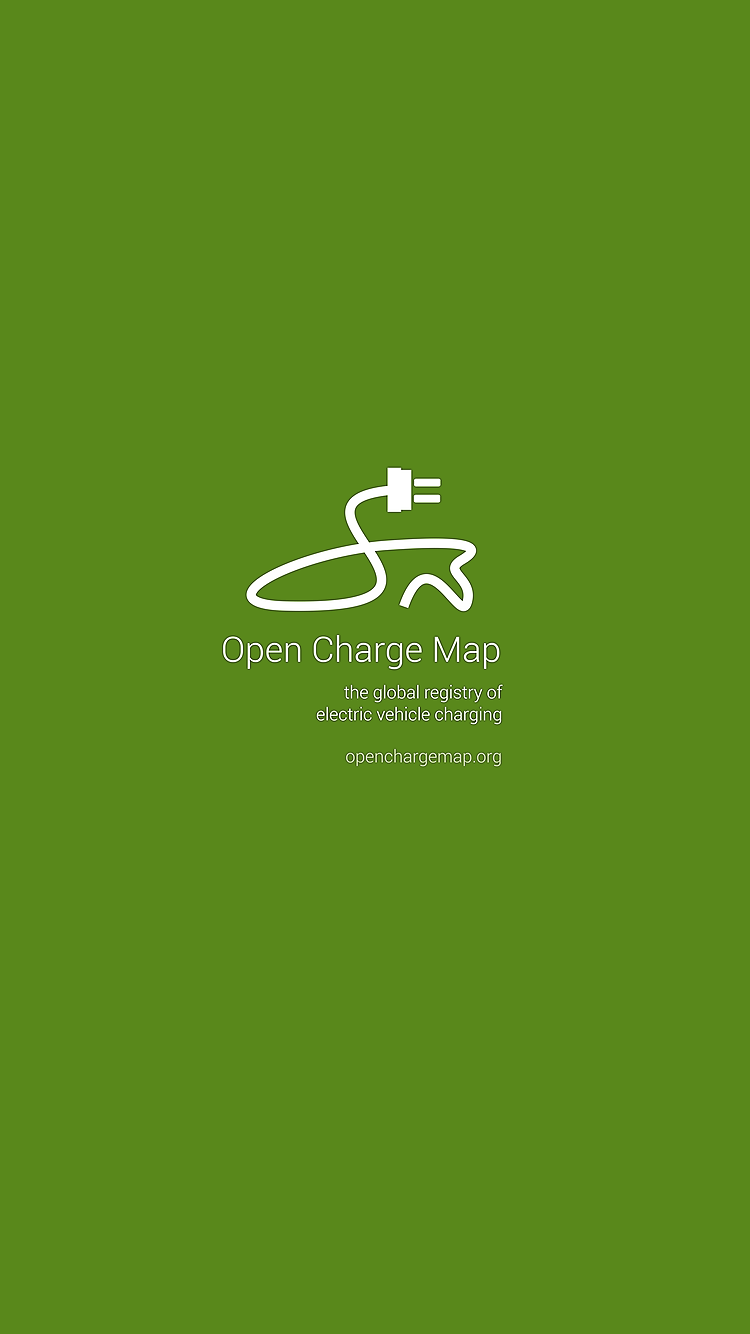 Open Charge Map
the global registry of
electric vehicle charging
openchargemap.org